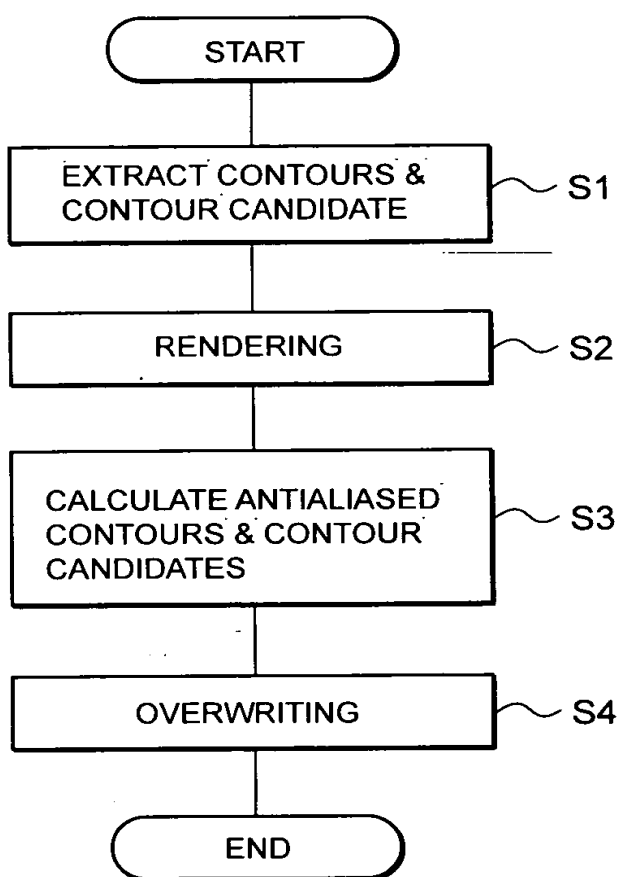 START
EXTRACT CONTOURS &
CONTOUR CANDIDATE
S1
RENDERING
S2
CALCULATE ANTIALIASED
CONTOURS & CONTOUR
CANDIDATES
S3
OVERWRITING
S4
END